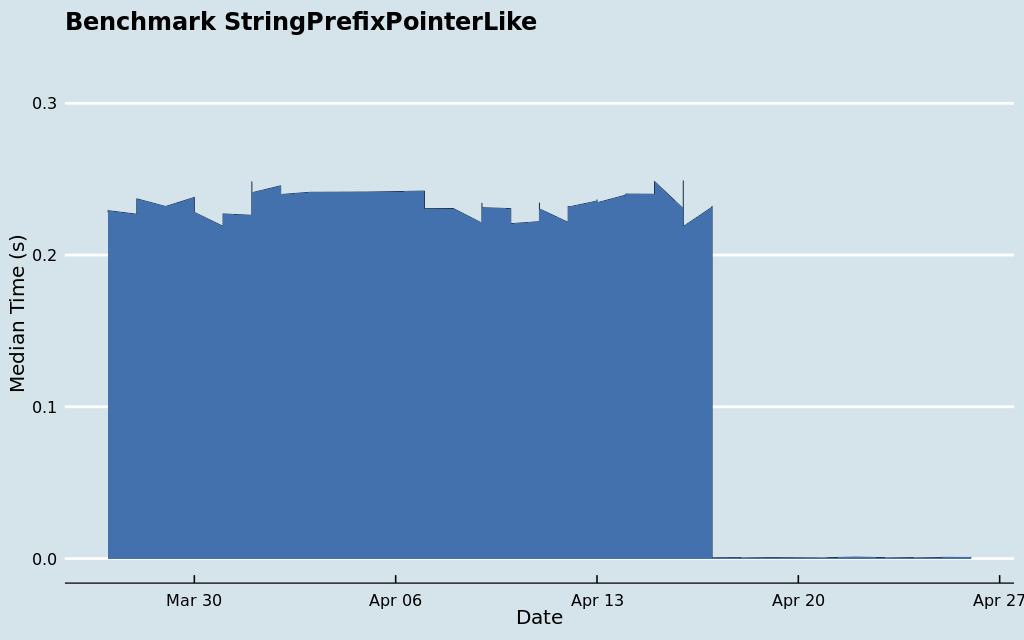 Benchmark StringPrefixPointerLike
0.3
0.2
0.1
0.0
Median Time (s)
Mar 30
Apr 06
Apr 13
Apr 20
Apr 27
Date